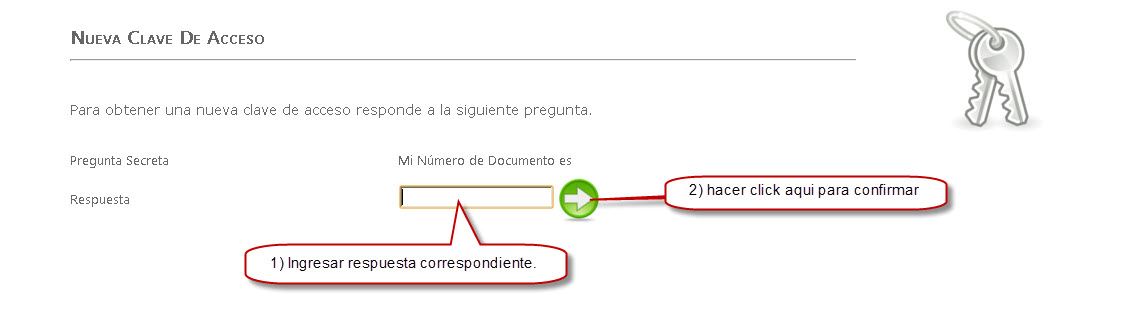 Nueva Clave De Acceso
Para obtener una nueva clave de acceso responde a la siguiente pregunta.
Pregunta Secreta
Mi Número de Documento es
Respuesta
2) hacer click aqui para confirmar
1) Ingresar respuesta correspondiente.